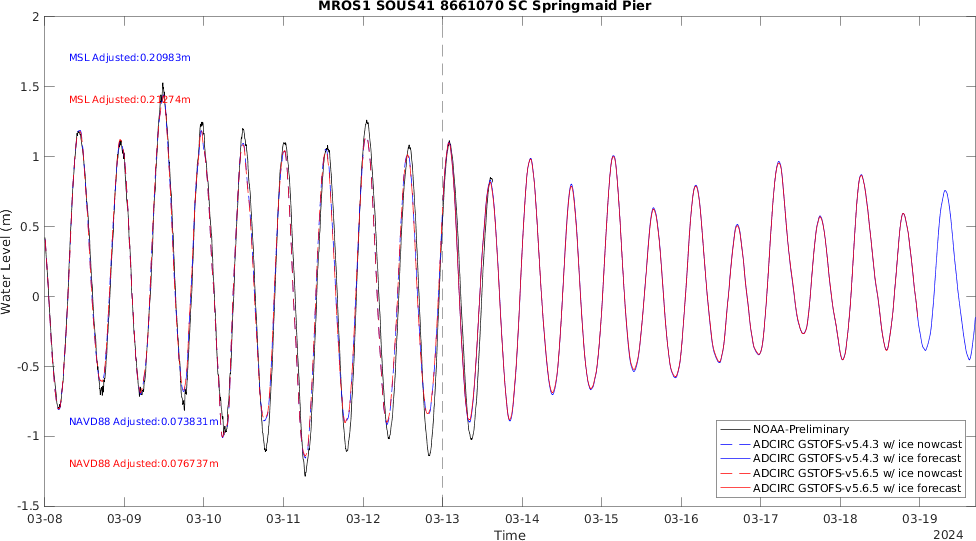 MROS1 SOUS41 8661070 SC Springmaid Pier
2
1.5
1
0.5
0
-0.5
-1
-1.5
Water Level (m)
MSL Adjusted:0.20983m
MSL Adjusted:0.21274m
NAVD88 Adjusted:0.073831m
NAVD88 Adjusted:0.076737m
NOAA-Preliminary
ADCIRC GSTOFS-v5.4.3 w/ ice nowcast
ADCIRC GSTOFS-v5.4.3 w/ ice forecast
ADCIRC GSTOFS-v5.6.5 w/ ice nowcast
ADCIRC GSTOFS-v5.6.5 w/ ice forecast
03-08 03-09 03-10 03-11 03-12 03-13 03-14 03-15 03-16 03-17 03-18 03-19
Time
2024